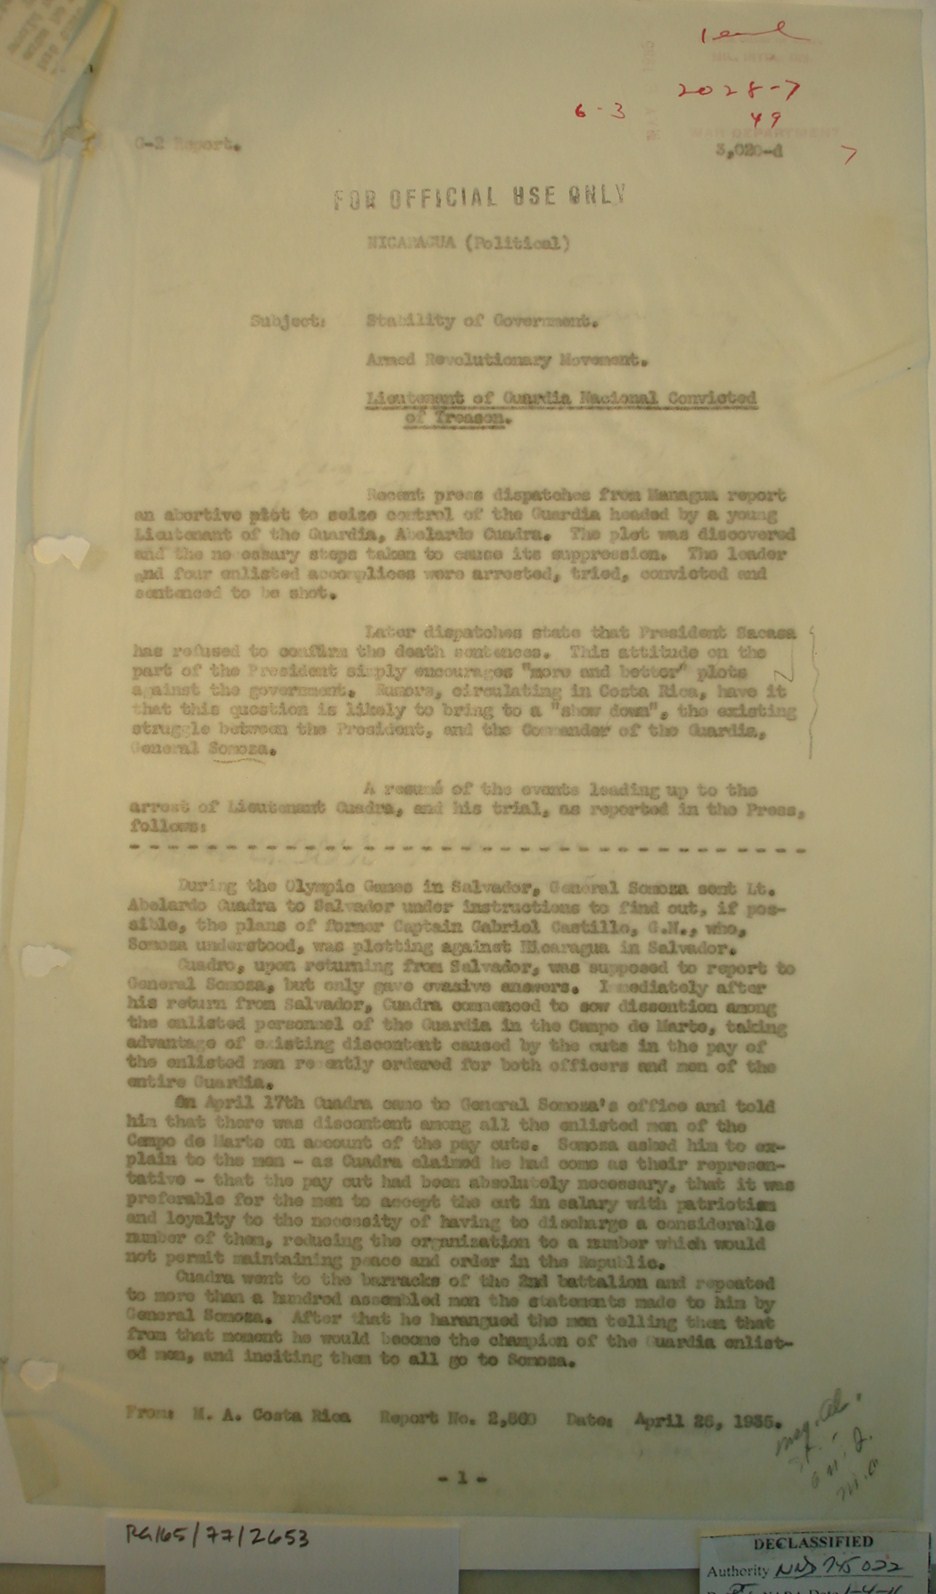 2028-7
6-3
49
G-2 Report.
3,020-d
7
FOR OFFICIAL USE ONLY
NICARAGUA (Political)
Subject: Stability of Government.
Armed Revolutionary Movement.
Lieutenant of Guardia Nacional Convicted
of Treason.
Recent press dispatches from Managua report
an abortive plot to seize control of the Guardia headed by a young
Lieutenant of the Guardia, Abelardo Cuadra. The plot was discovered
and the necessary steps taken to cause its suppression. The leader
and four enlisted accomplices were arrested, tried, convicted and
sentenced to be shot.
Later dispatches state that President Sacasa
has refused to confirm the death sentences. This attitude on the
part of the President simply encourages "more and better" plots
against the government. Rumors, circulating in Costa Rica, have it
that this question is likely to bring to a "show down", the existing
struggle between the President, and the Commander of the Guardia,
General Somoza.
A resumé of the events leading up to the
arrest of Lieutenant Cuadra, and his trial, as reported in the Press,
follows:
During the Olympic Games in Salvador, General Somoza sent Lt.
Abelardo Cuadra to Salvador under instructions to find out, if pos-
sible, the plans of former Captain Gabriel Castillo, G.N., who,
Somoza understood, was plotting against Nicaragua in Salvador.
Cuadro, upon returning from Salvador, was supposed to report to
General Somoza, but only gave evasive answers. Immediately after
his return from Salvador, Cuadra commenced to sow dissention among
the enlisted personnel of the Guardia in the Campo de Marte, taking
advantage of existing discontent caused by the cuts in the pay of
the enlisted men recently ordered for both officers and men of the
entire Guardia.
On April 17th Cuadra came to General Somoza's office and told
him that there was discontent among all the enlisted men of the
Campo de Marte on account of the pay cuts. Somoza asked him to ex-
plain to the men - as Cuadra claimed he had come as their represen-
tative - that the pay cut had been absolutely necessary, that it was
preferable for the men to accept the cut in salary with patriotism
and loyalty to the necessity of having to discharge a considerable
number of them, reducing the organization to a number which would
not permit maintaining peace and order in the Republic.
Cuadra went to the barracks of the 2nd battalion and repeated
to more than a hundred assembled men the statements made to him by
General Somoza. After that he harangued the men telling them that
from that moment he would become the champion of the Guardia enlist-
ed men, and inciting them to all go to Somoza.
From: M. A. Costa Rica Report No. 2,860 Date: April 26, 1935.
- 1 -
RG165/77/2653
DECLASSIFIED
Authority NND 745022